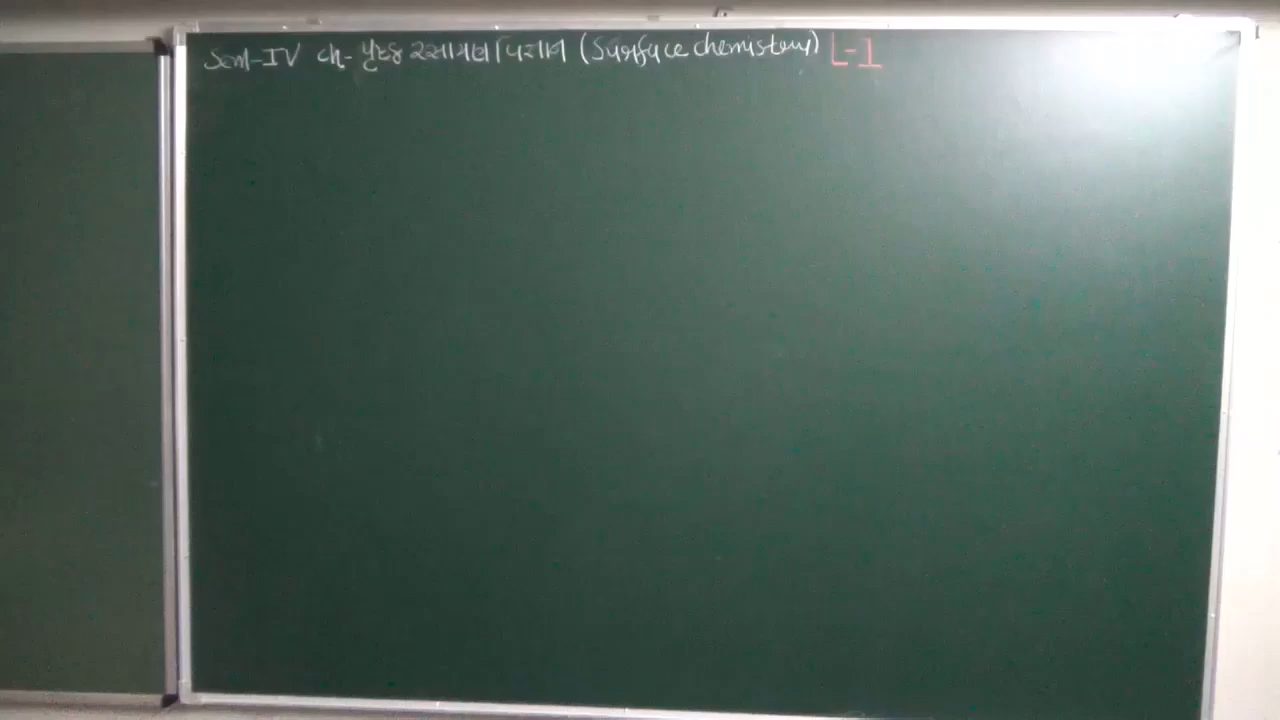 Sem-IV ch- પૃષ્ઠ રસાયણવિજ્ઞાન (Surface chemistry) L-1